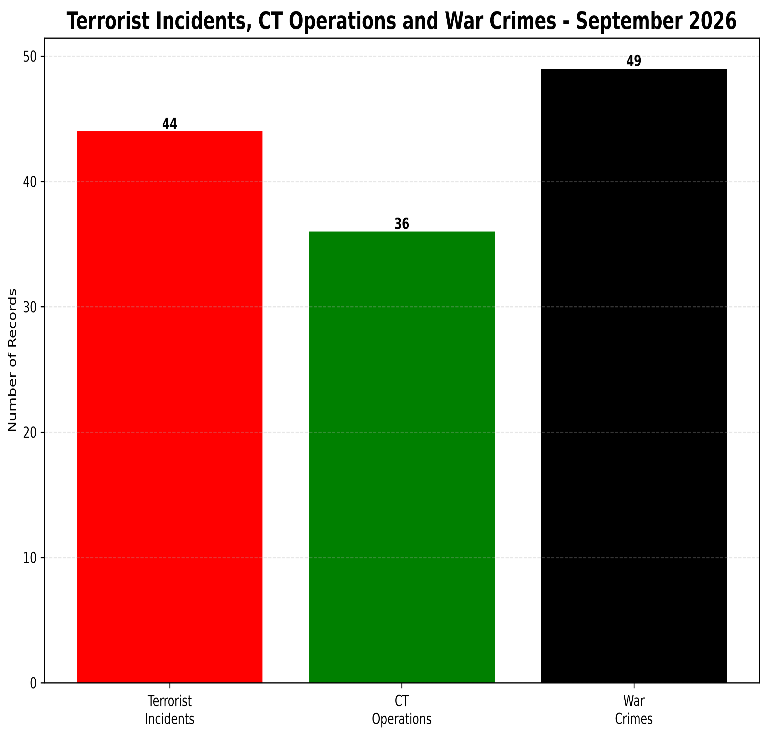 Terrorist Incidents, CT Operations and War Crimes - September 2026
Number of Records
50
40
30
20
10
0
44
36
49
Terrorist
Incidents
CT
Operations
War
Crimes